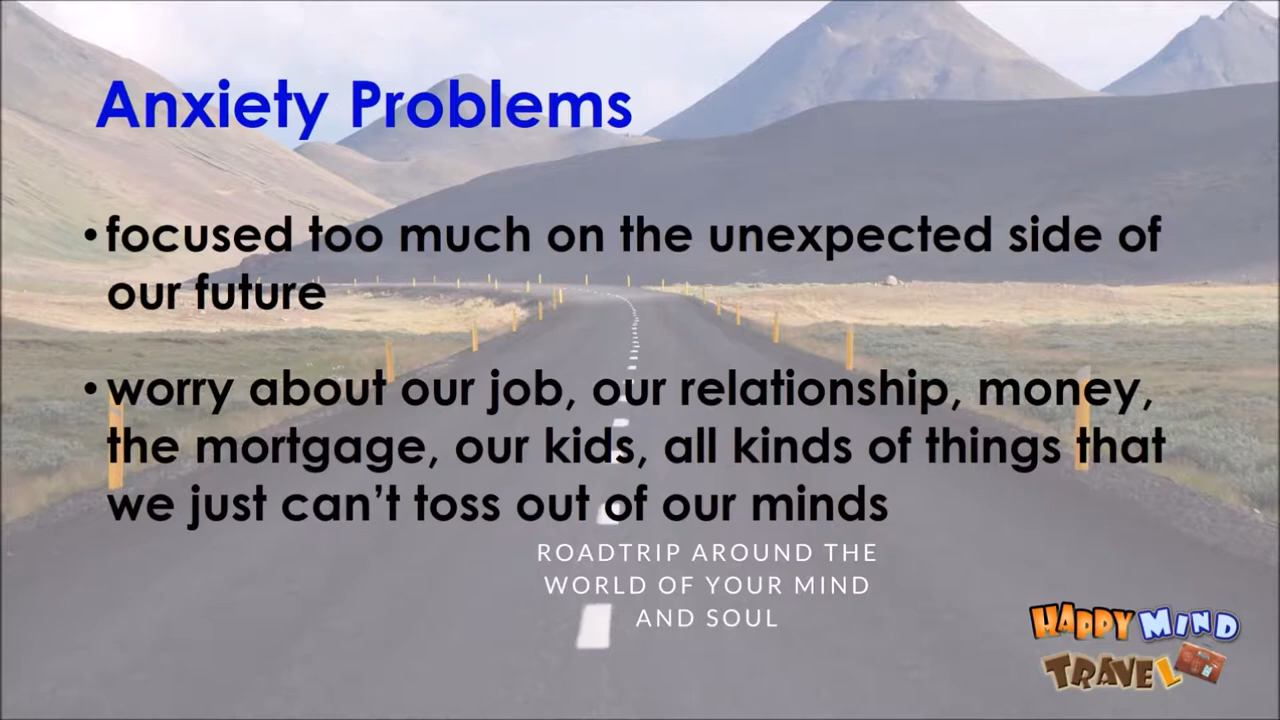 Anxiety Problems
•focused too much on the unexpected side of
our future
•worry about our job, our relationship, money,
the mortgage, our kids, all kinds of things that
we just can't toss out of our minds
ROADTRIP AROUND THE
WORLD OF YOUR MIND
AND SOUL
HAPPY MIND
TRAVEL